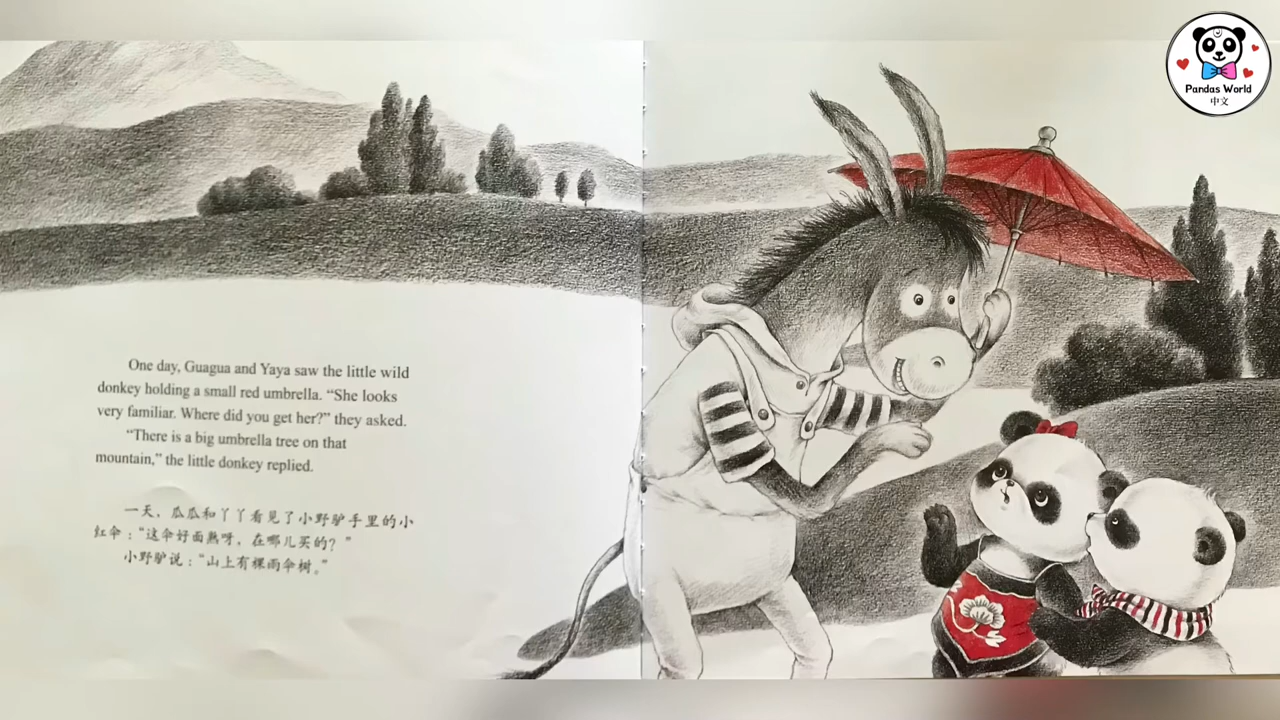 One day, Guagua and Yaya saw the little wild
donkey holding a small red umbrella. “She looks
very familiar. Where did you get her?” they asked.
“There is a big umbrella tree on that
mountain,” the little donkey replied.
一天，瓜瓜和丫丫看见了小野驴手里的小
红伞：“这伞好面熟呀，在哪儿买的？”
小野驴说：“山上有棵雨伞树。”
Pandas World
中文